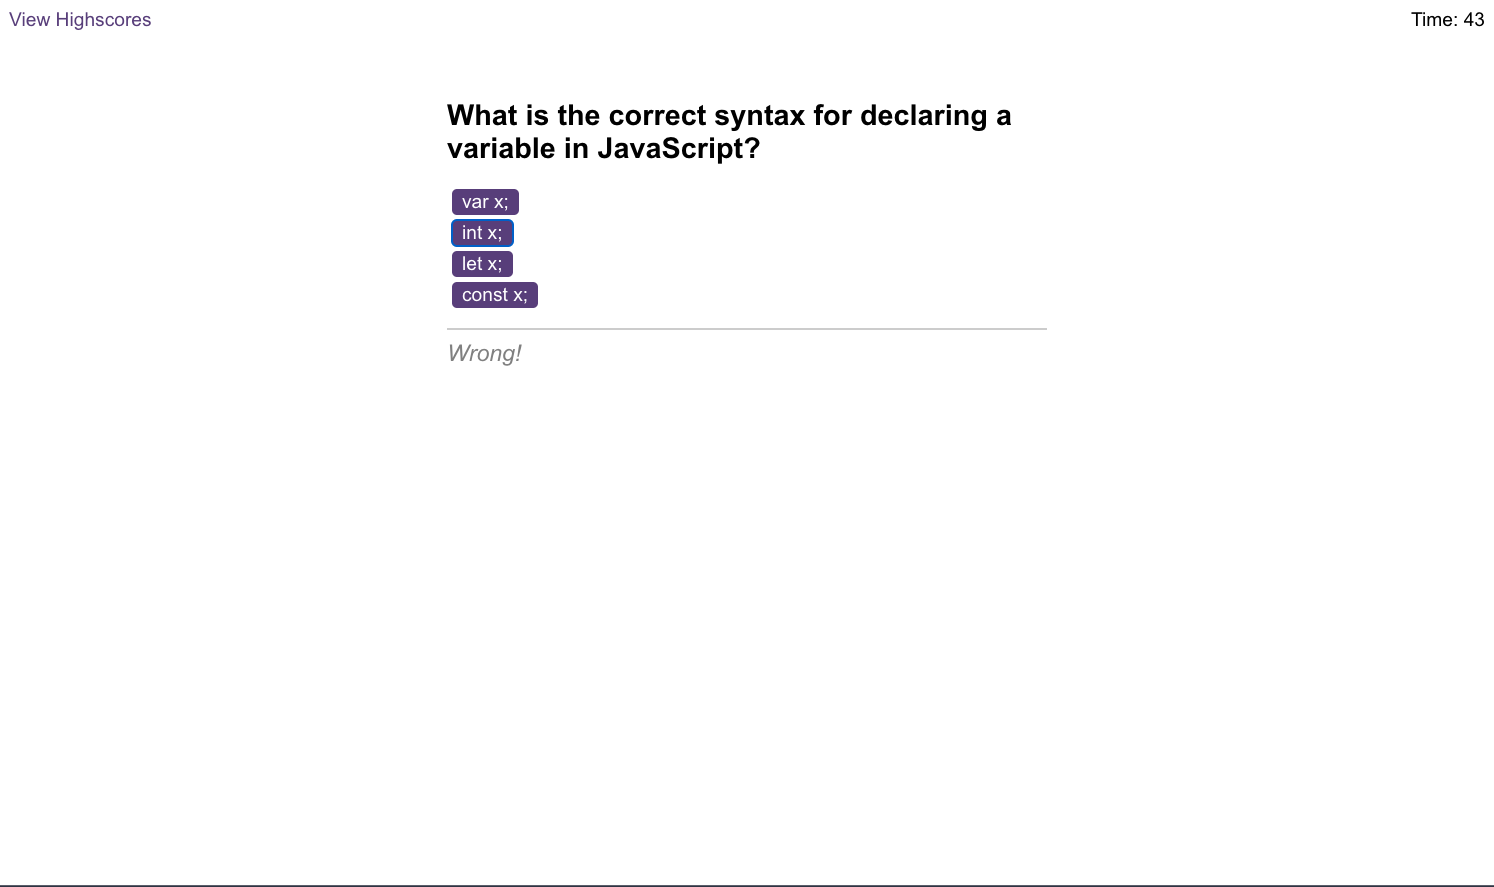 View Highscores
Time: 43
What is the correct syntax for declaring a
variable in JavaScript?
var x;
int x;
let x;
const x;
Wrong!